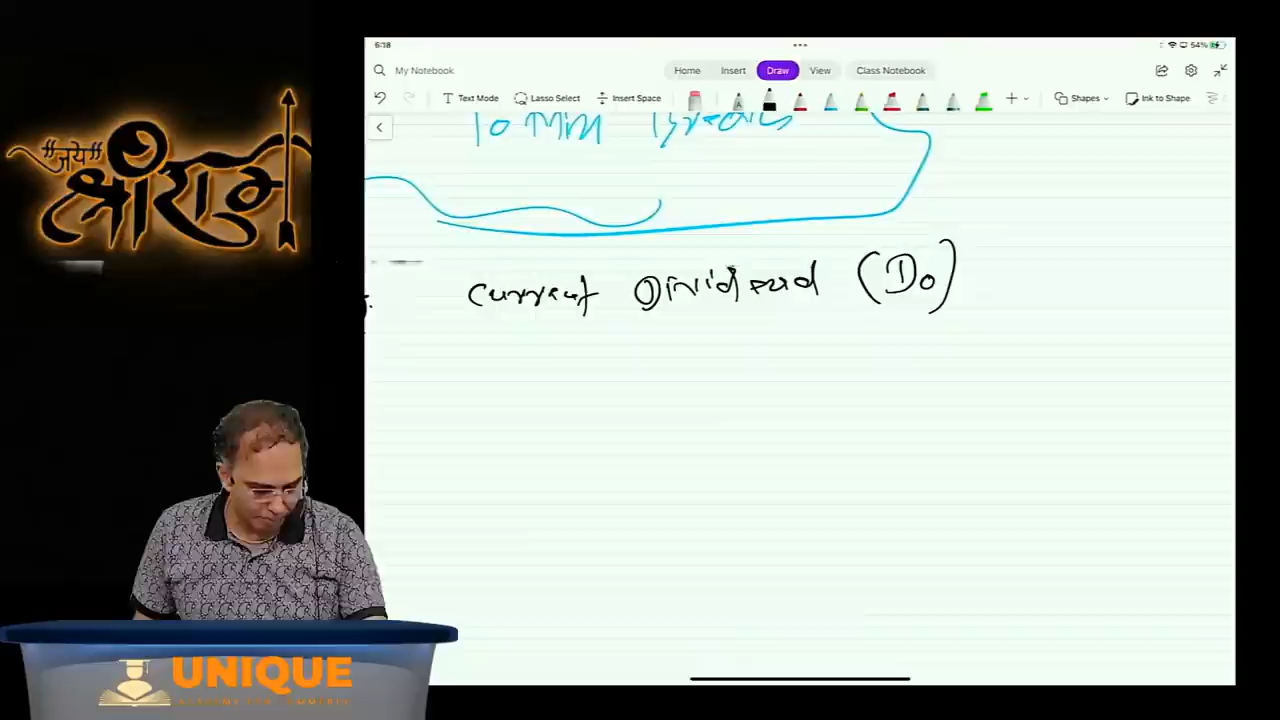 6:18
54%
My Notebook
Home Insert Draw View Class Notebook
Text Mode Lasso Select Insert Space Shapes Ink to Shape
10 Min Break
current Dividend (D0)
"जय"
श्री राम
UNIQUE